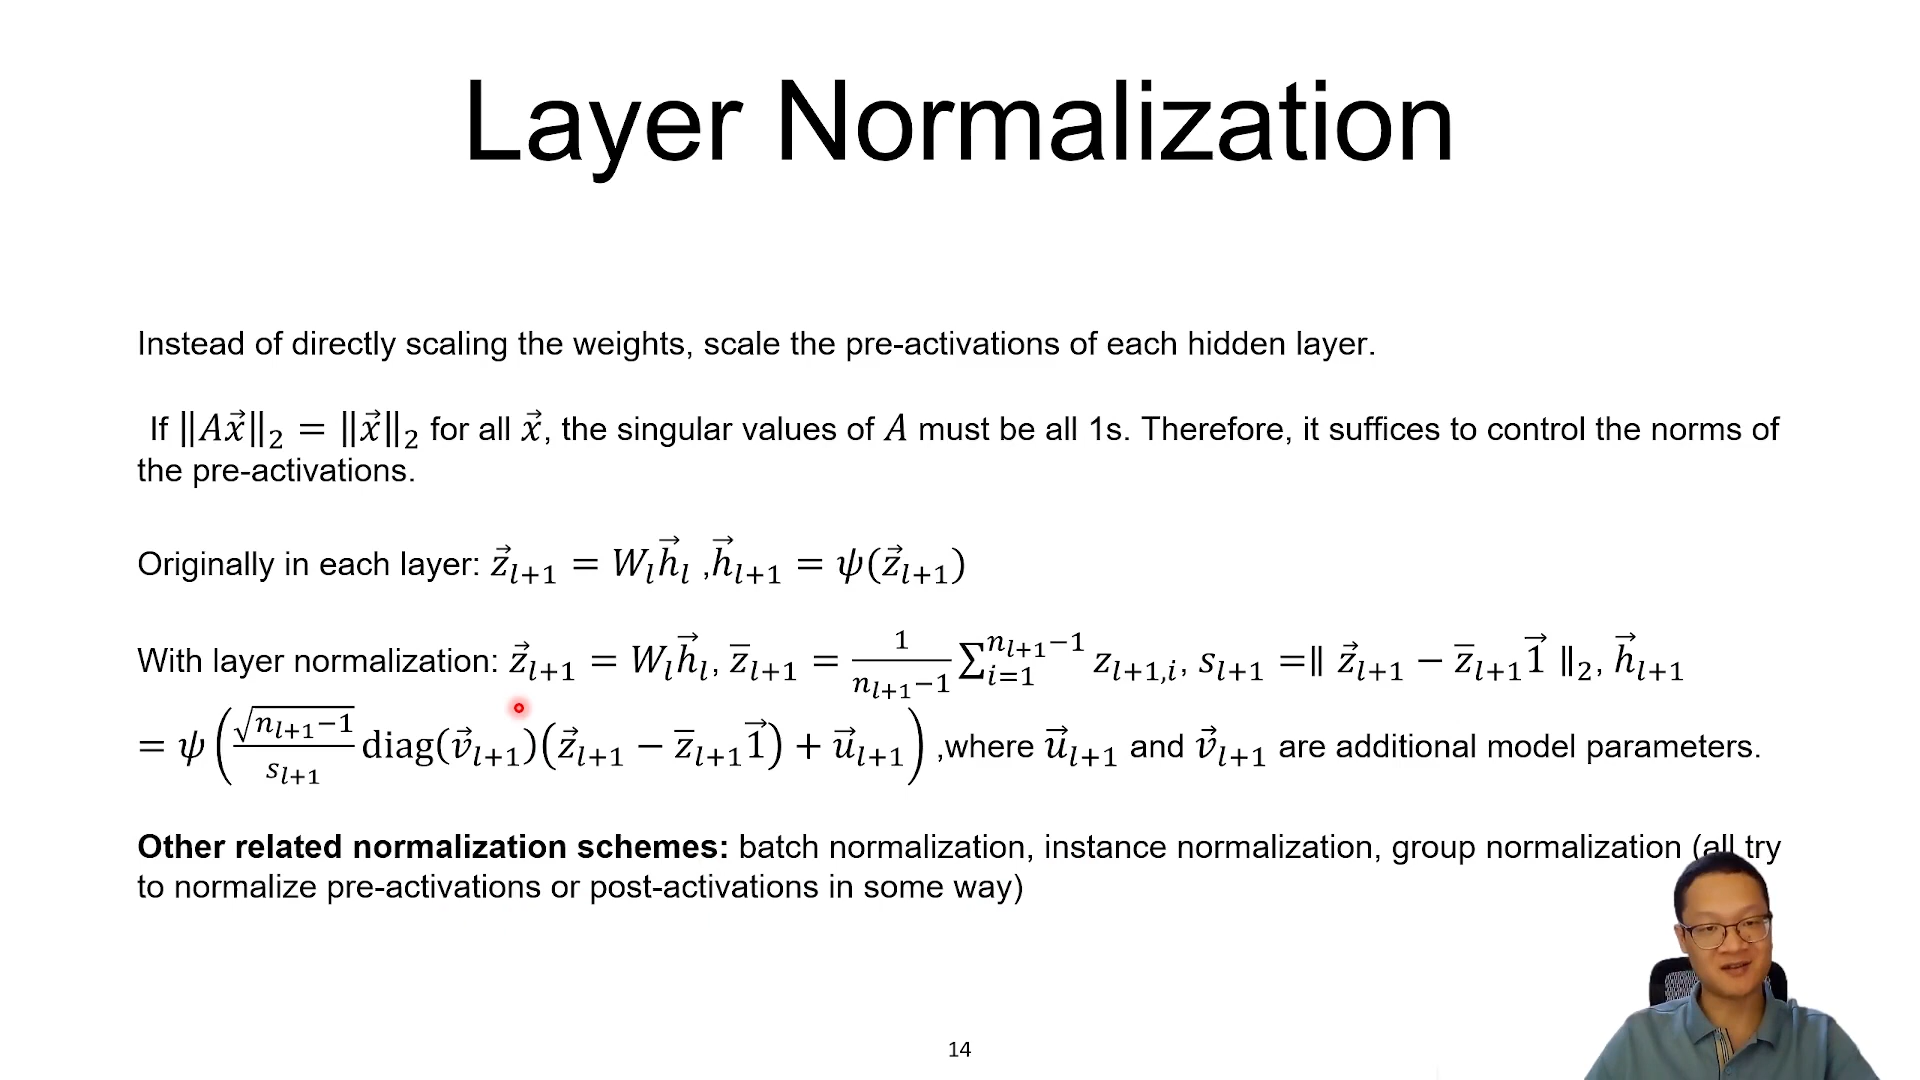 Layer Normalization
Instead of directly scaling the weights, scale the pre-activations of each hidden layer.
If ‖Ax⃗‖₂ = ‖x⃗‖₂ for all x⃗, the singular values of A must be all 1s. Therefore, it suffices to control the norms of
the pre-activations.
Originally in each layer: z⃗_{l+1} = W_l h⃗_l ,h⃗_{l+1} = ψ(z⃗_{l+1})
With layer normalization: z⃗_{l+1} = W_l h⃗_l, z̅_{l+1} = \frac{1}{n_{l+1}−1} ∑_{i=1}^{n_{l+1}−1} z_{l+1,i}, s_{l+1} =‖ z⃗_{l+1} − z̅_{l+1}1⃗ ‖₂, h⃗_{l+1}
= ψ(\frac{√(n_{l+1}−1)}{s_{l+1}} diag(v⃗_{l+1})(z⃗_{l+1} − z̅_{l+1}1⃗) + u⃗_{l+1}) ,where u⃗_{l+1} and v⃗_{l+1} are additional model parameters.
Other related normalization schemes: batch normalization, instance normalization, group normalization (all try
to normalize pre-activations or post-activations in some way)
14